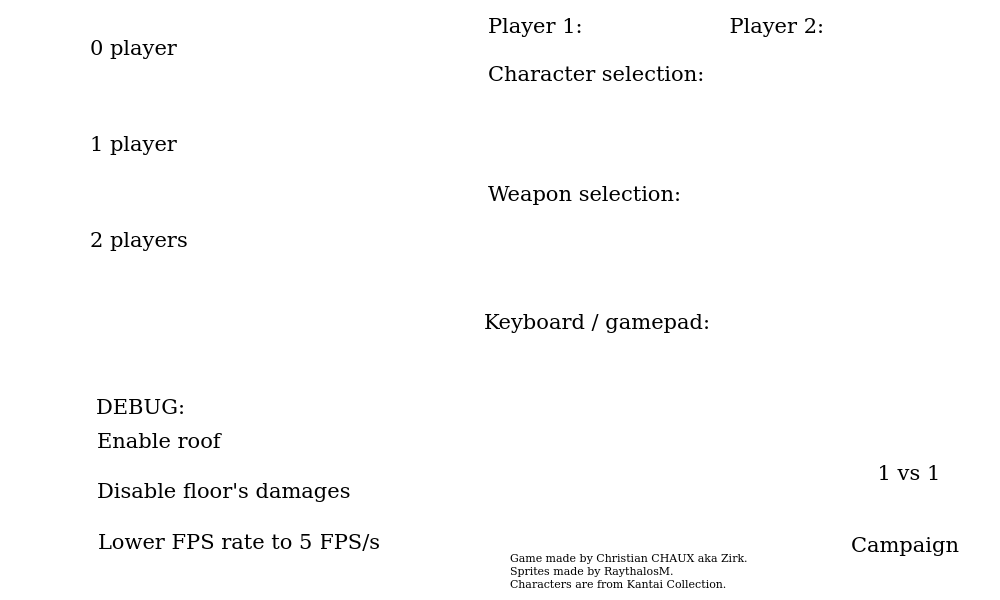 0 player
1 player
2 players
Player 1:
Player 2:
Character selection:
Weapon selection:
Keyboard / gamepad:
DEBUG:
Enable roof
Disable floor's damages
Lower FPS rate to 5 FPS/s
1 vs 1
Campaign
Game made by Christian CHAUX aka Zirk.
Sprites made by RaythalosM.
Characters are from Kantai Collection.